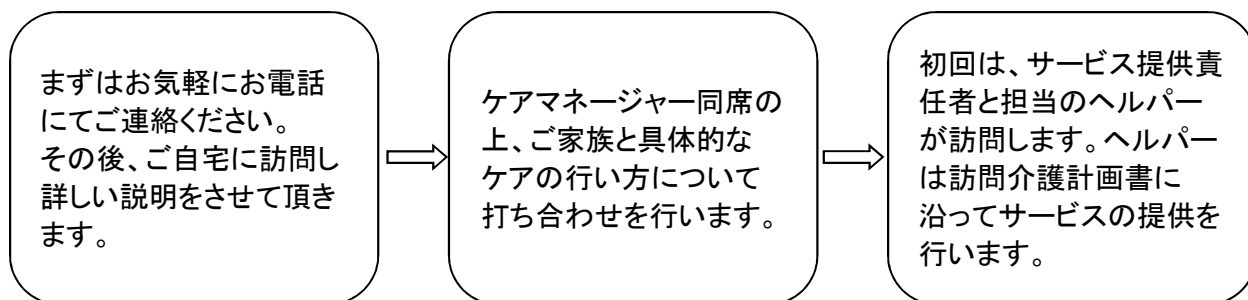 まずはお気軽にお電話
にてご連絡ください。
その後、ご自宅に訪問し
詳しい説明をさせて頂き
ます。
ケアマネージャー同席の
上、ご家族と具体的な
ケアの行い方について
打ち合わせを行います。
初回は、サービス提供責
任者と担当のヘルパー
が訪問します。ヘルパー
は訪問介護計画書に
沿ってサービスの提供を
行います。